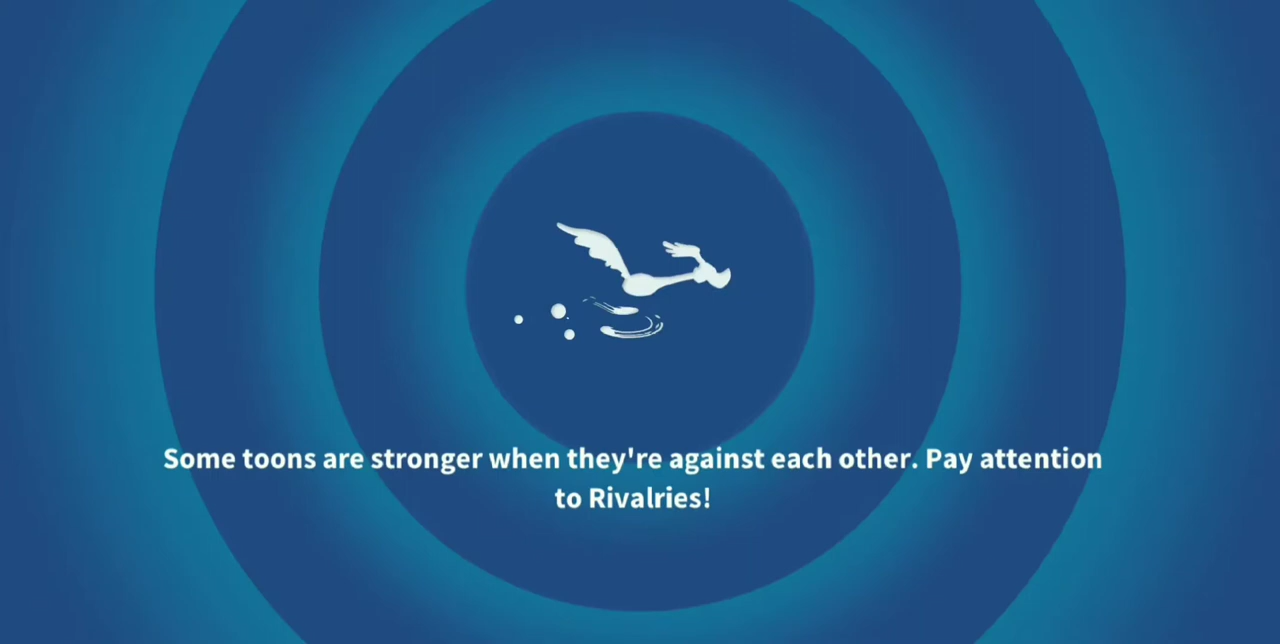 Some toons are stronger when they're against each other. Pay attention
to Rivalries!